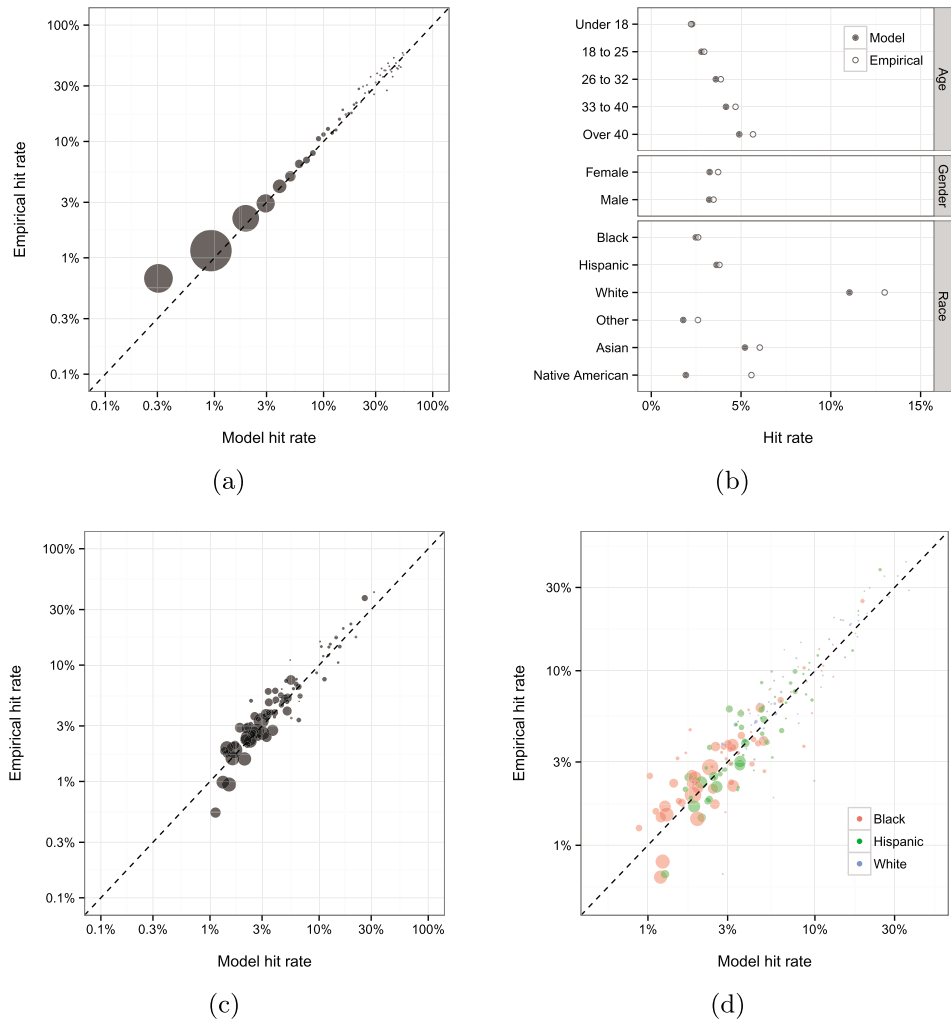 100%
30%
10%
3%
1%
0.3%
0.1%
Empirical hit rate
0.1% 0.3% 1% 3% 10% 30% 100%
Model hit rate
(a)
Under 18
18 to 25
26 to 32
33 to 40
Over 40
Model
Empirical
Age
Female
Male
Gender
Black
Hispanic
White
Other
Asian
Native American
Race
0% 5% 10% 15%
Hit rate
(b)
100%
30%
10%
3%
1%
0.3%
0.1%
Empirical hit rate
0.1% 0.3% 1% 3% 10% 30% 100%
Model hit rate
(c)
30%
10%
3%
1%
Empirical hit rate
Black
Hispanic
White
1% 3% 10% 30%
Model hit rate
(d)